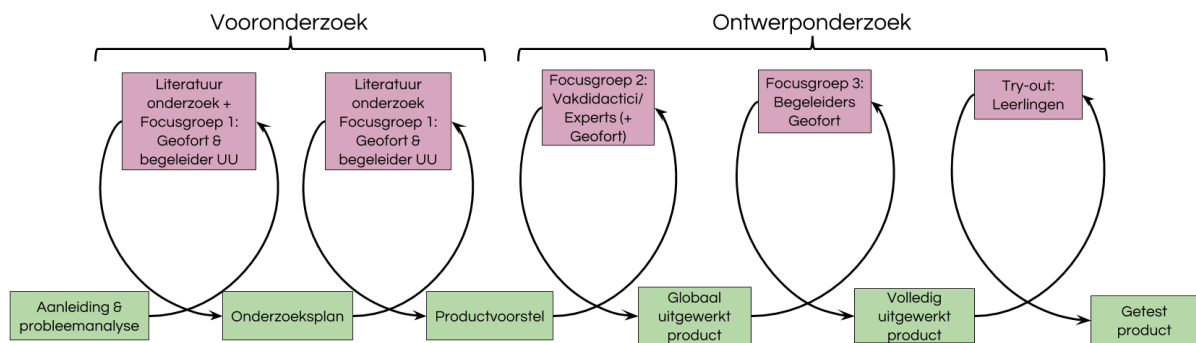 Vooronderzoek
Ontwerponderzoek
Literatuur
onderzoek +
Focusgroep 1:
Geofort &
begeleider UU
Literatuur
onderzoek
Focusgroep 1:
Geofort &
begeleider UU
Focusgroep 2:
Vakdidactici/
Experts (+
Geofort)
Focusgroep 3:
Begeleiders
Geofort
Try-out:
Leerlingen
Aanleiding &
probleemanalyse
Onderzoeksplan
Productvoorstel
Globaal
uitgewerkt
product
Volledig
uitgewerkt
product
Getest
product